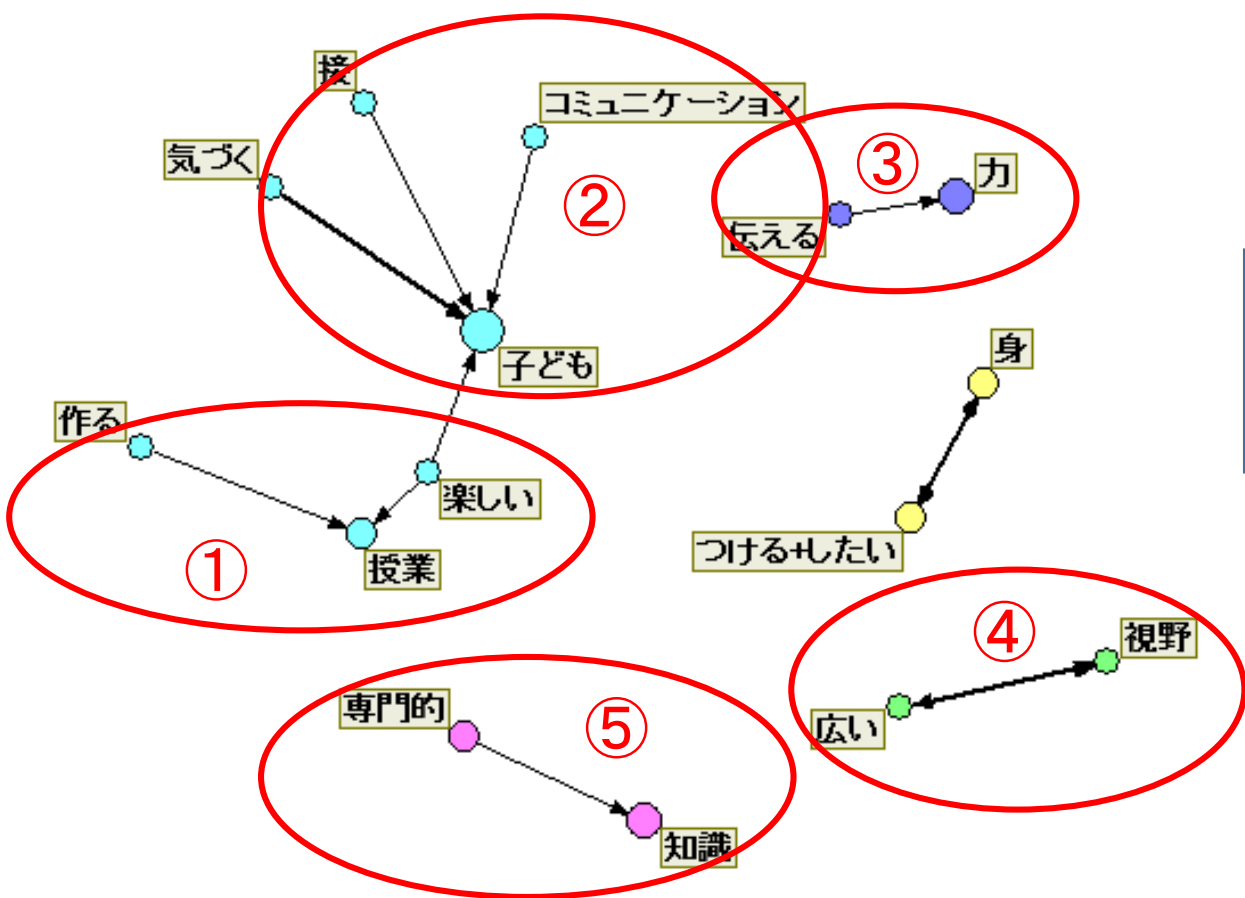 接
コミュニケーション
気づく
②
③
力
伝える
子ども
身
作る
楽しい
①
授業
つける+したい
④
視野
専門的
⑤
広い
知識